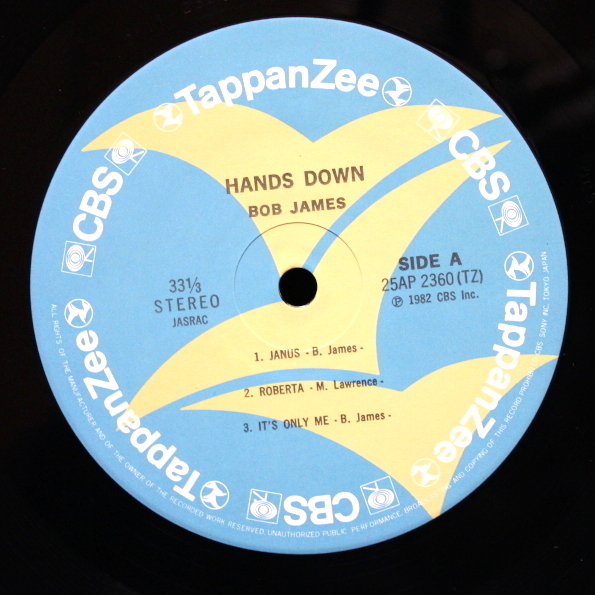 TappanZee
CBS
CBS
HANDS DOWN
BOB JAMES
33⅓
STEREO
JASRAC
SIDE A
25AP 2360 (TZ)
℗ 1982 CBS Inc.
1. JANUS - B. James -
2. ROBERTA - M. Lawrence -
3. IT'S ONLY ME - B. James -
TappanZee
TappanZee
CBS
ALL RIGHTS OF THE MANUFACTURER AND OF THE OWNER OF THE RECORDED WORK RESERVED. UNAUTHORIZED PUBLIC PERFORMANCE, BROADCASTING AND COPYING OF THIS RECORD PROHIBITED. CBS/SONY INC. TOKYO JAPAN